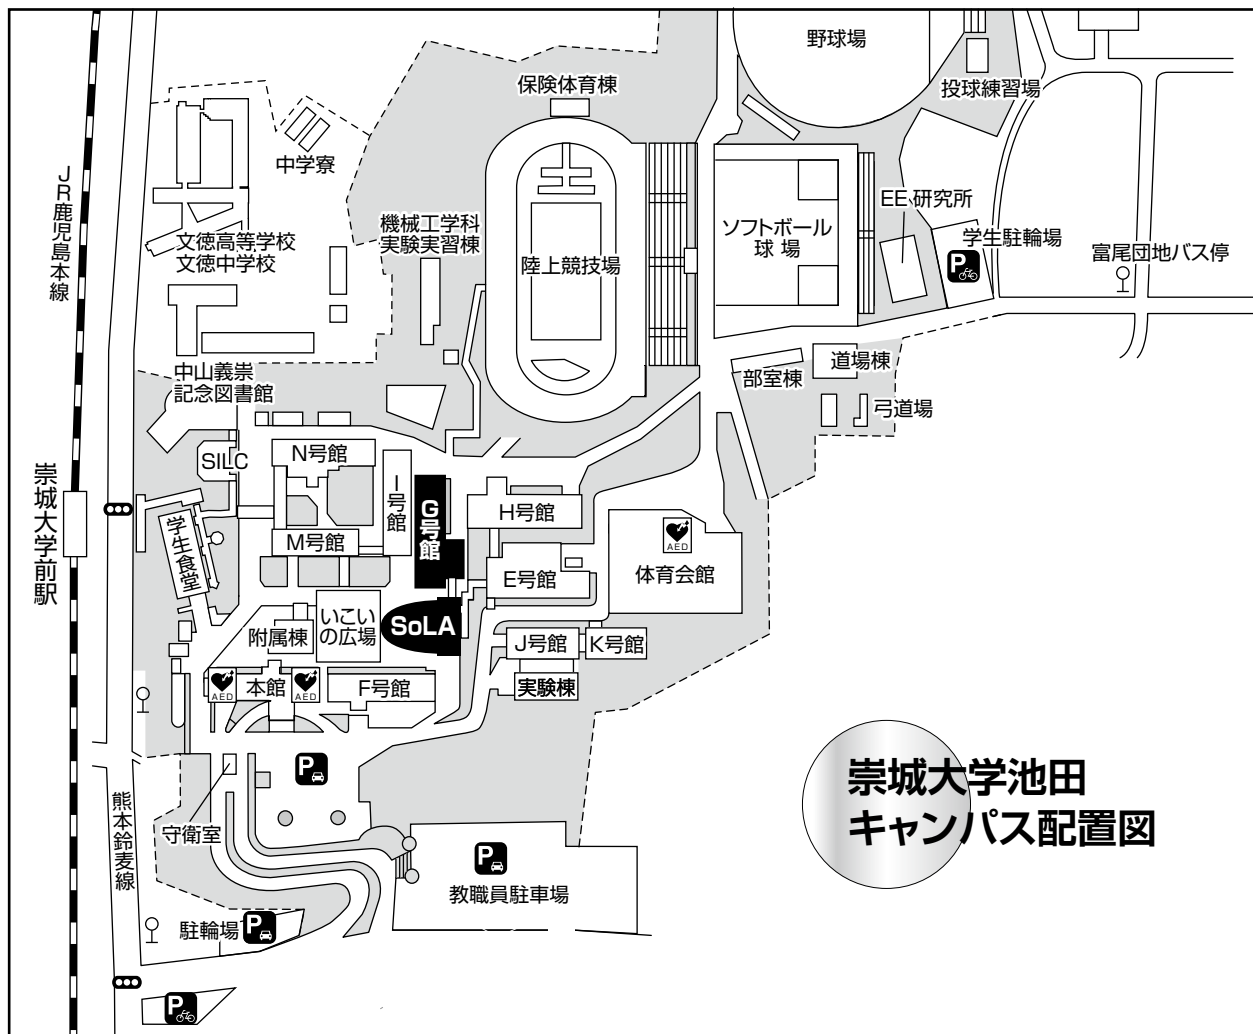 野球場
保険体育棟
投球練習場
中学寮
JR鹿児島本線
EE 研究所
機械工学科
実験実習棟
ソフトボール
球 場
学生駐輪場
文徳高等学校
文徳中学校
陸上競技場
富尾団地バス停
P
中山義崇
記念図書館
部室棟
道場棟
弓道場
SILC
N号館
I号館
G号館
H号館
崇城大学前駅
学生食堂
M号館
E号館
AED
体育会館
附属棟
いこい
の広場
SoLA
J号館
K号館
AED
本館
AED
F号館
実験棟
P
崇城大学池田
キャンパス配置図
熊本鈴麦線
守衛室
P
教職員駐車場
駐輪場
P
P